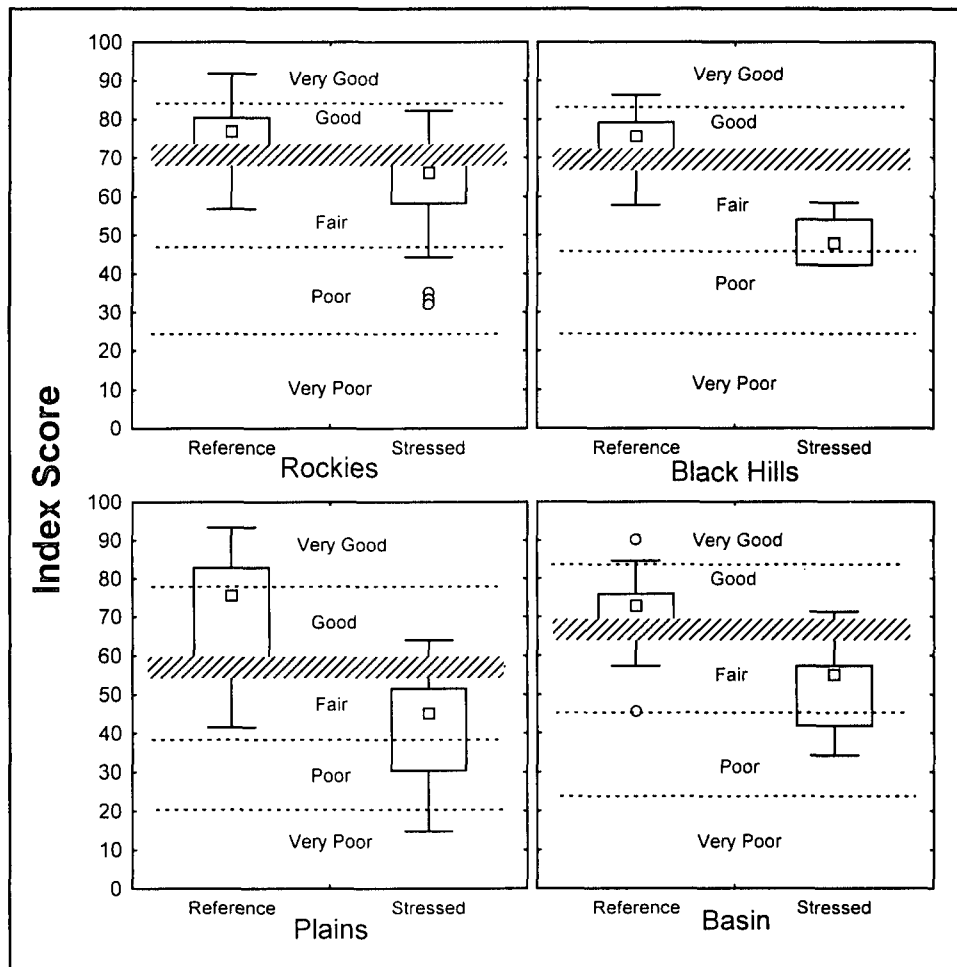 Index Score
100
90
80
70
60
50
40
30
20
10
0
Very Good
Good
Fair
Poor
Very Poor
Reference Stressed
Rockies
Very Good
Good
Fair
Poor
Very Poor
Reference Stressed
Black Hills
100
90
80
70
60
50
40
30
20
10
0
Very Good
Good
Fair
Poor
Very Poor
Reference Stressed
Plains
Very Good
Good
Fair
Poor
Very Poor
Reference Stressed
Basin